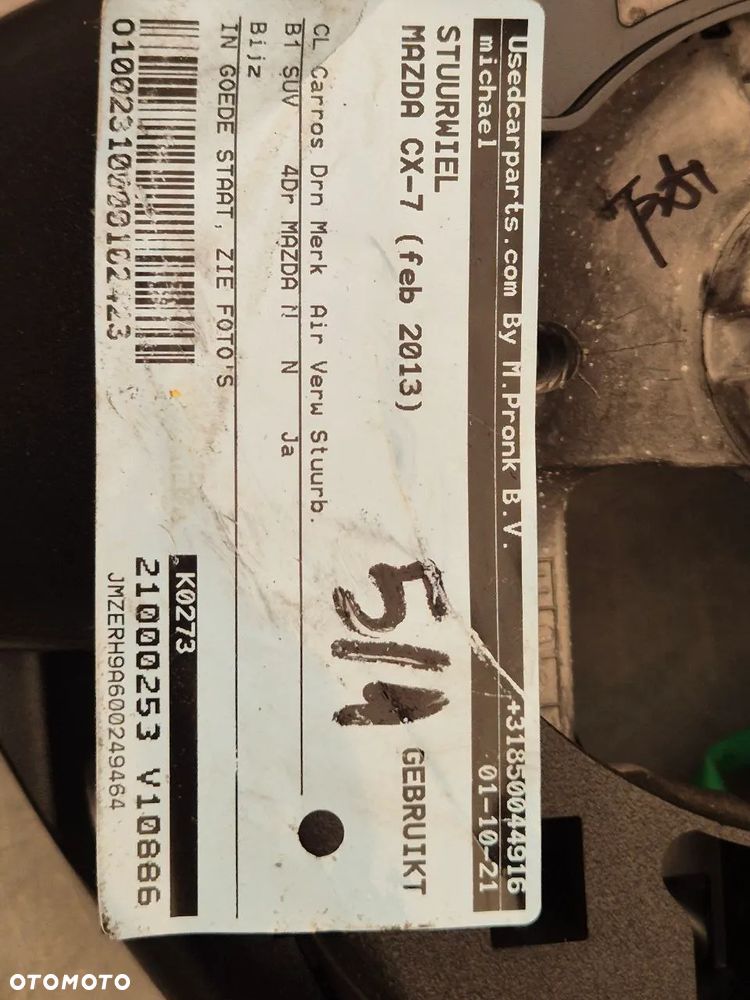 Usedcarparts.com By M.Pronk B.V. +31850044916
michael 01-10-21
STUURWIEL
MAZDA CX-7 (feb 2013) GEBRUIKT
5/1
CL Carros Drn Merk Air Verw Stuurb.
B1 SUV 4Dr MAZDA N N Ja
Bijz
IN GOEDE STAAT, ZIE FOTO'S
K0273
21000253 V10886
JMZERH9A600249464
01002310000102423
OTOMOTO